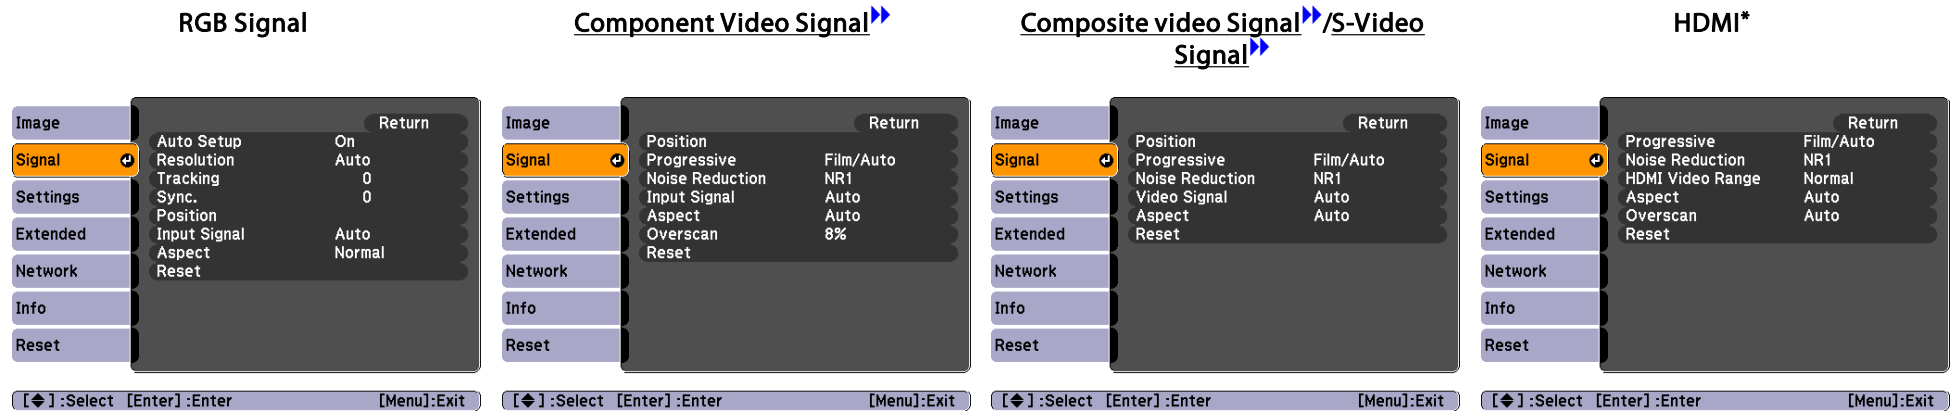 RGB Signal
Image
Signal
Settings
Extended
Network
Info
Reset
Return
Auto Setup On
Resolution Auto
Tracking 0
Sync. 0
Position
Input Signal Auto
Aspect Normal
Reset
[◆] :Select [Enter] :Enter [Menu]:Exit
Component Video Signal
Image
Signal
Settings
Extended
Network
Info
Reset
Return
Position
Progressive Film/Auto
Noise Reduction NR1
Input Signal Auto
Aspect Auto
Overscan 8%
Reset
[◆] :Select [Enter] :Enter [Menu]:Exit
Composite video Signal/S-Video
Signal
Image
Signal
Settings
Extended
Network
Info
Reset
Return
Position
Progressive Film/Auto
Noise Reduction NR1
Video Signal Auto
Aspect Auto
Reset
[◆] :Select [Enter] :Enter [Menu]:Exit
HDMI*
Image
Signal
Settings
Extended
Network
Info
Reset
Return
Progressive Film/Auto
Noise Reduction NR1
HDMI Video Range Normal
Aspect Auto
Overscan Auto
Reset
[◆] :Select [Enter] :Enter [Menu]:Exit